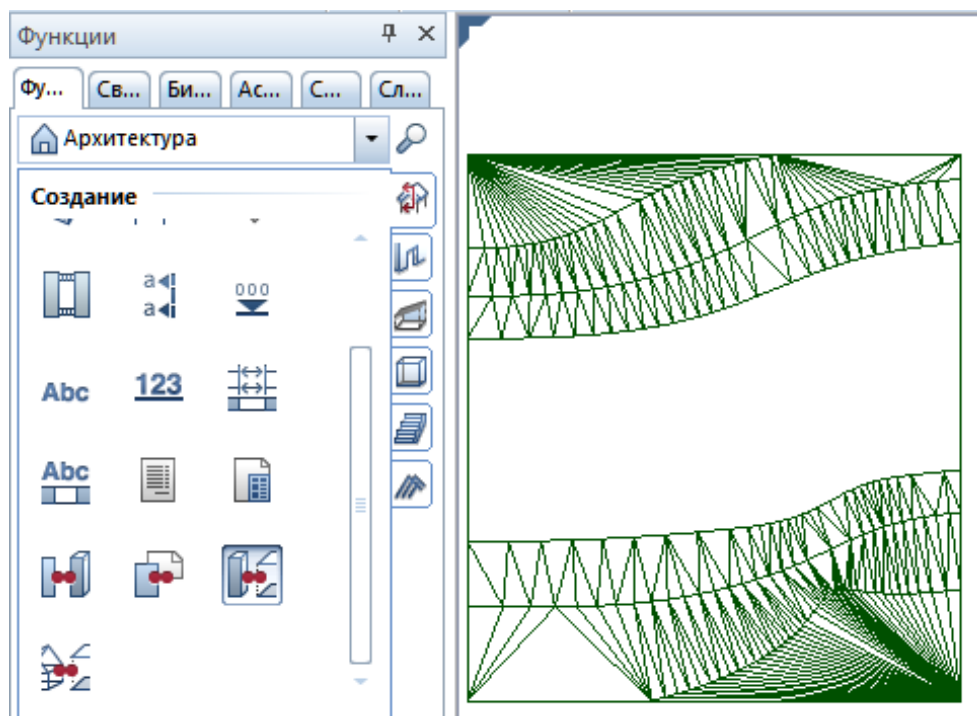 Функции
Фу... Св... Би... Ас... С... Сл...
Архитектура
Создание
a
a
000
Abc
123
Abc